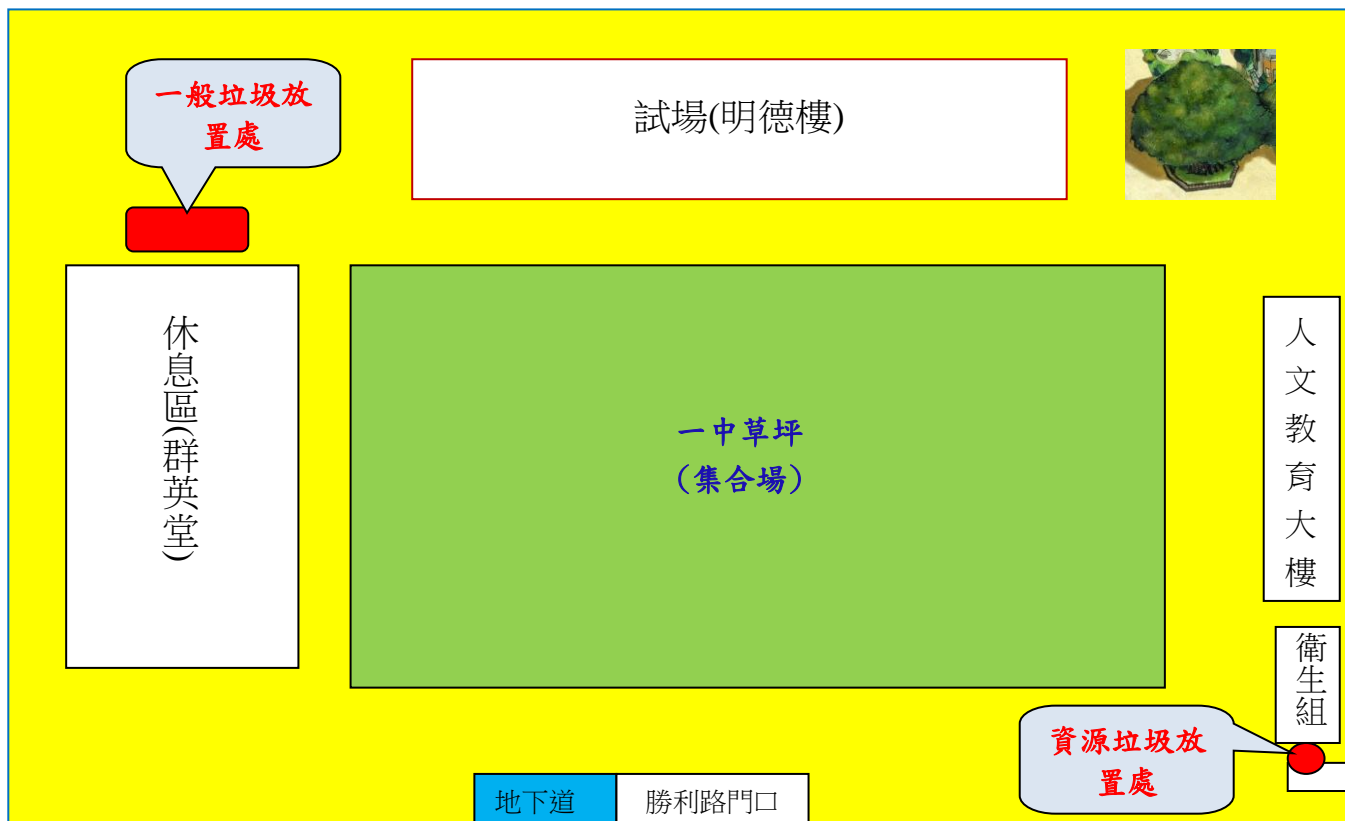 一般垃圾放
置處
試場(明德樓)
休息區(群英堂)
一中草坪
(集合場)
人文教育大樓
衛生組
資源垃圾放
置處
地下道
勝利路門口